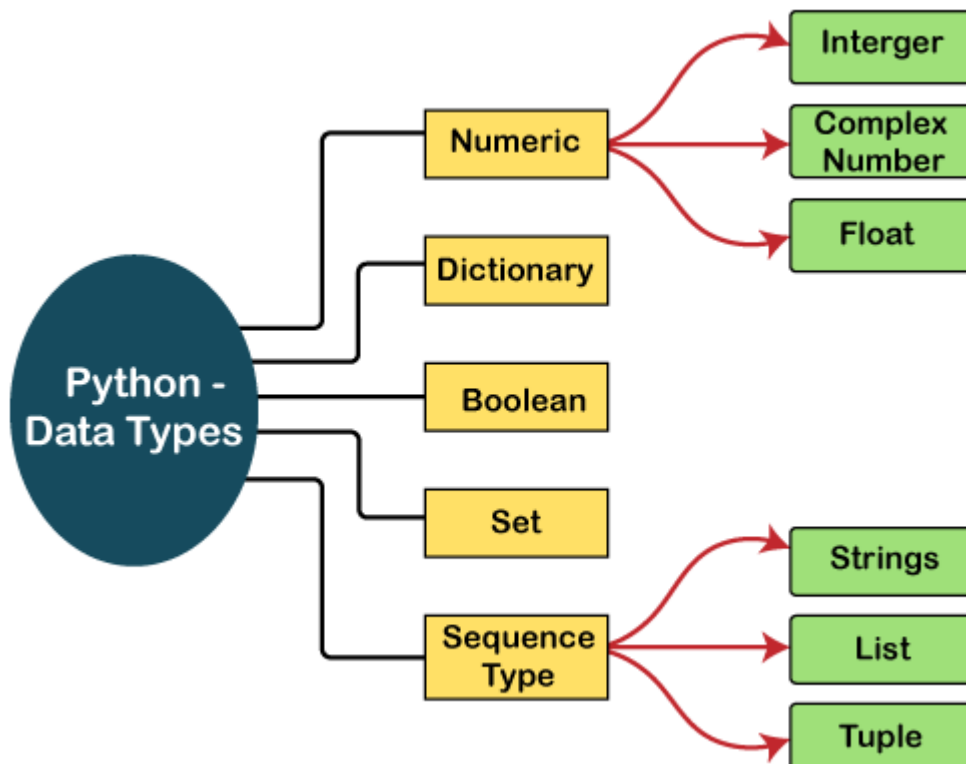 Python -
Data Types
Numeric
Dictionary
Boolean
Set
Sequence
Type
Interger
Complex
Number
Float
Strings
List
Tuple